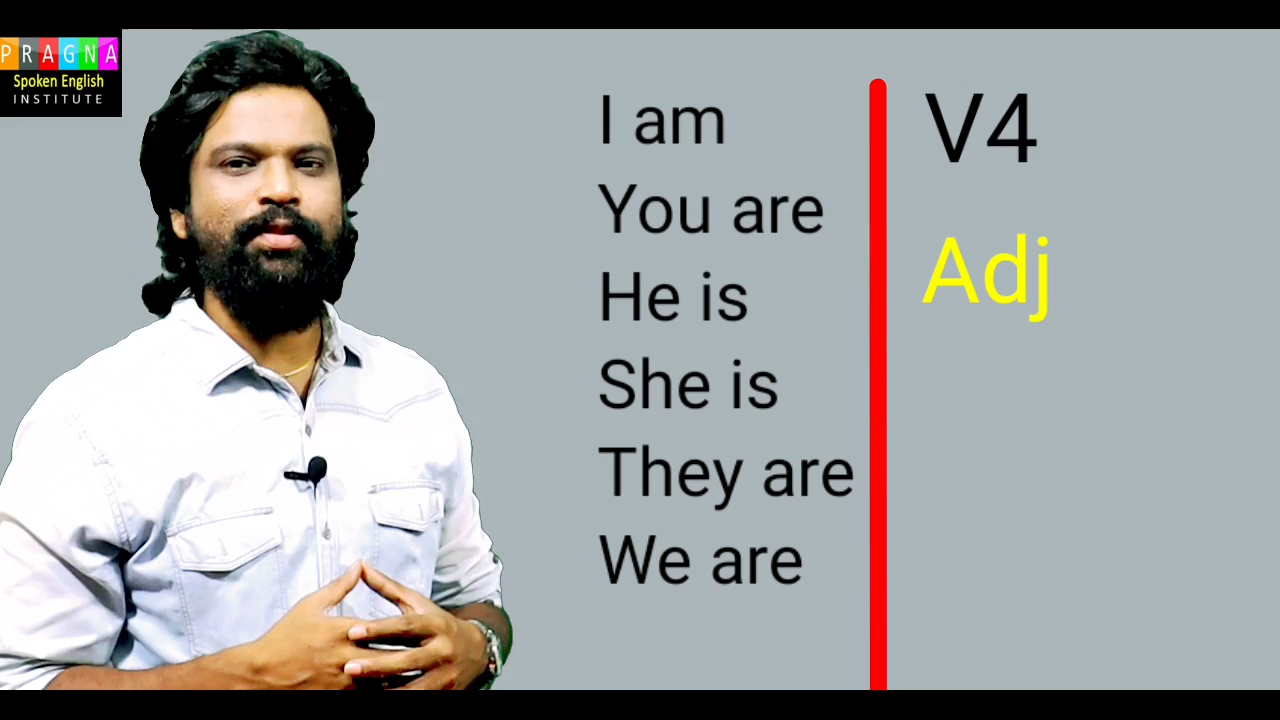 PRAGNA
Spoken English
INSTITUTE
I am
You are
He is
She is
They are
We are
V4
Adj